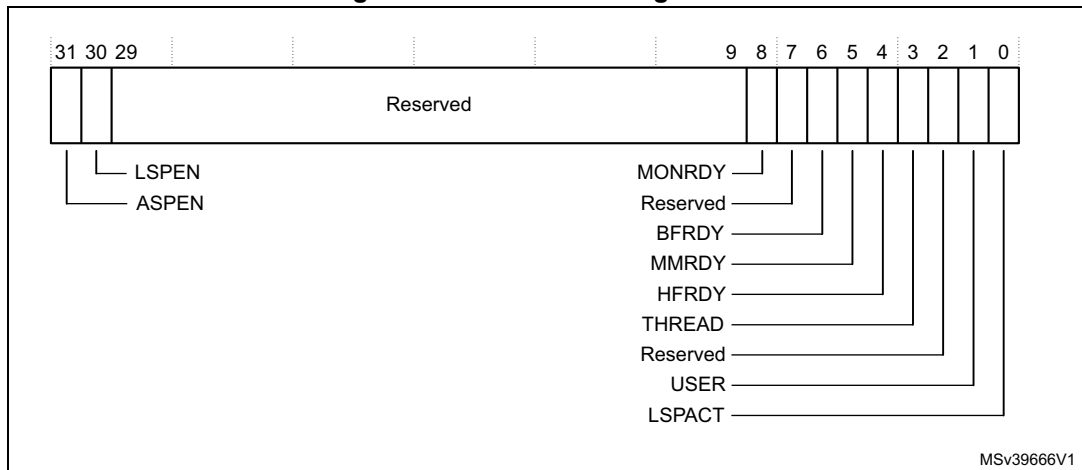 31 30 29 9 8 7 6 5 4 3 2 1 0
Reserved
LSPEN
ASPEN
MONRDY
Reserved
BFRDY
MMRDY
HFRDY
THREAD
Reserved
USER
LSPACT
MSv39666V1